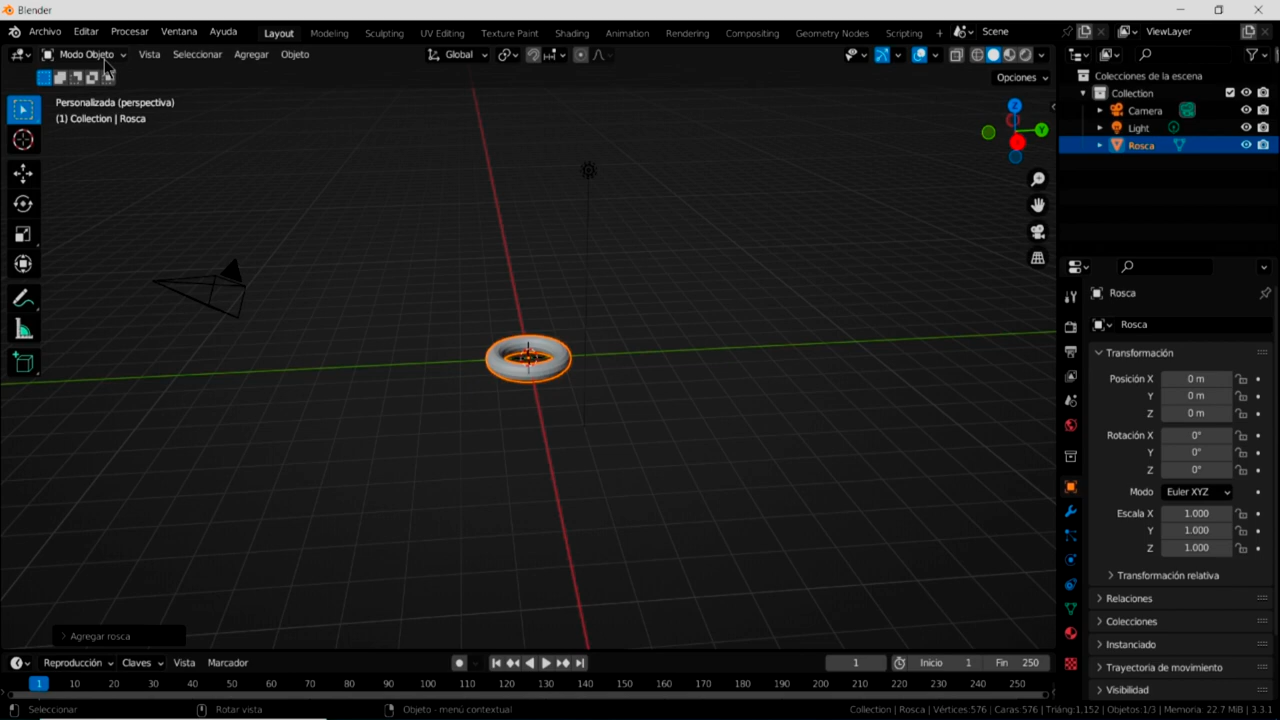 Blender
Archivo Editar Procesar Ventana Ayuda Layout Modeling Sculpting UV Editing Texture Paint Shading Animation Rendering Compositing Geometry Nodes Scripting + Scene ViewLayer
Modo Objeto Vista Seleccionar Agregar Objeto Global
Opciones
Personalizada (perspectiva)
(1) Collection | Rosca
Z
Y
Agregar rosca
Colecciones de la escena
Collection
Camera
Light
Rosca
Rosca
Rosca
Transformación
Posición X 0 m
Y 0 m
Z 0 m
Rotación X 0°
Y 0°
Z 0°
Modo Euler XYZ
Escala X 1.000
Y 1.000
Z 1.000
Transformación relativa
Relaciones
Colecciones
Instanciado
Trayectoria de movimiento
Visibilidad
Reproducción Claves Vista Marcador 1 Inicio 1 Fin 250
1 10 20 30 40 50 60 70 80 90 100 110 120 130 140 150 160 170 180 190 200 210 220 230 240 250
Seleccionar Rotar vista Objeto - menú contextual Collection | Rosca | Vértices:576 | Caras:576 | Triáng:1,152 | Objetos:1/3 | Memoria: 22.7 MiB | 3.3.1